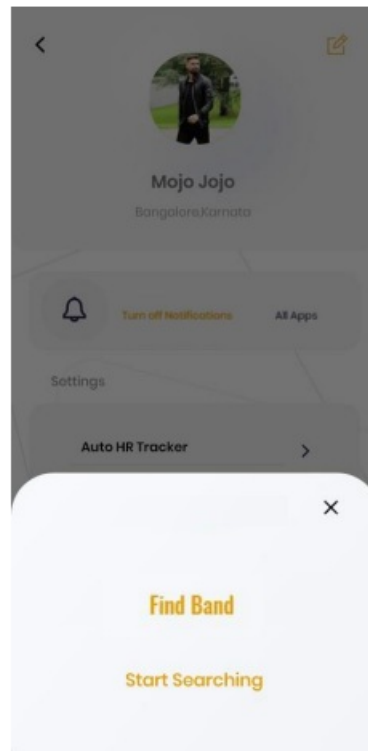 Mojo Jojo
Bangalore,Karnata
Turn off Notifications All Apps
Settings
Auto HR Tracker
Find Band
Start Searching